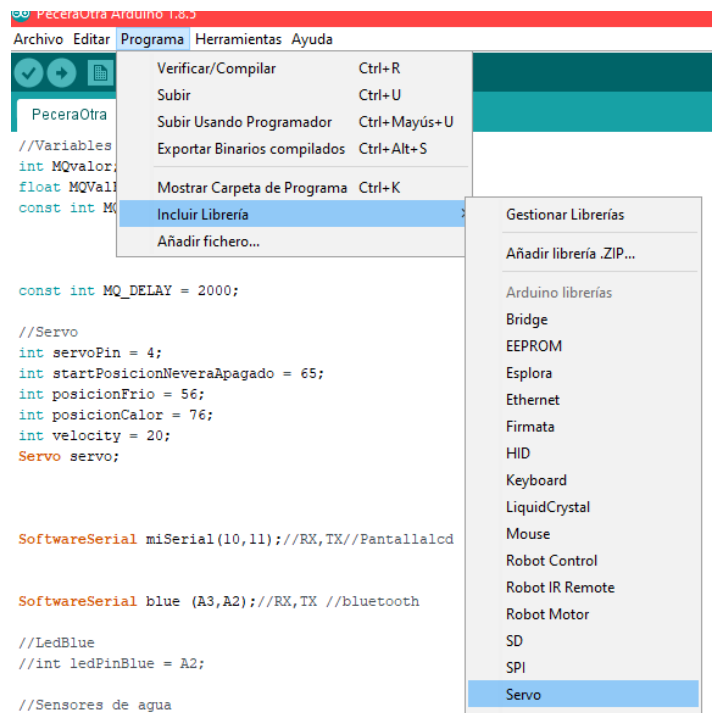 PeceraOtra Arduino 1.8.5
Archivo Editar Programa Herramientas Ayuda
Verificar/Compilar Ctrl+R
Subir Ctrl+U
Subir Usando Programador Ctrl+Mayús+U
Exportar Binarios compilados Ctrl+Alt+S
Mostrar Carpeta de Programa Ctrl+K
Incluir Librería
Añadir fichero...
Gestionar Librerías
Añadir librería .ZIP...
Arduino librerías
Bridge
EEPROM
Esplora
Ethernet
Firmata
HID
Keyboard
LiquidCrystal
Mouse
Robot Control
Robot IR Remote
Robot Motor
SD
SPI
Servo
PeceraOtra
//Variables
int MQvalor;
float
const int
const int MQ_DELAY = 2000;
//Servo
int servoPin = 4;
int startPosicionNeveraApagado = 65;
int posicionFrio = 56;
int posicionCalor = 76;
int velocity = 20;
Servo servo;
SoftwareSerial miSerial(10,11);//RX,TX//Pantallalcd
SoftwareSerial blue (A3,A2);//RX,TX //bluetooth
//LedBlue
//int ledPinBlue = A2;
//Sensores de agua